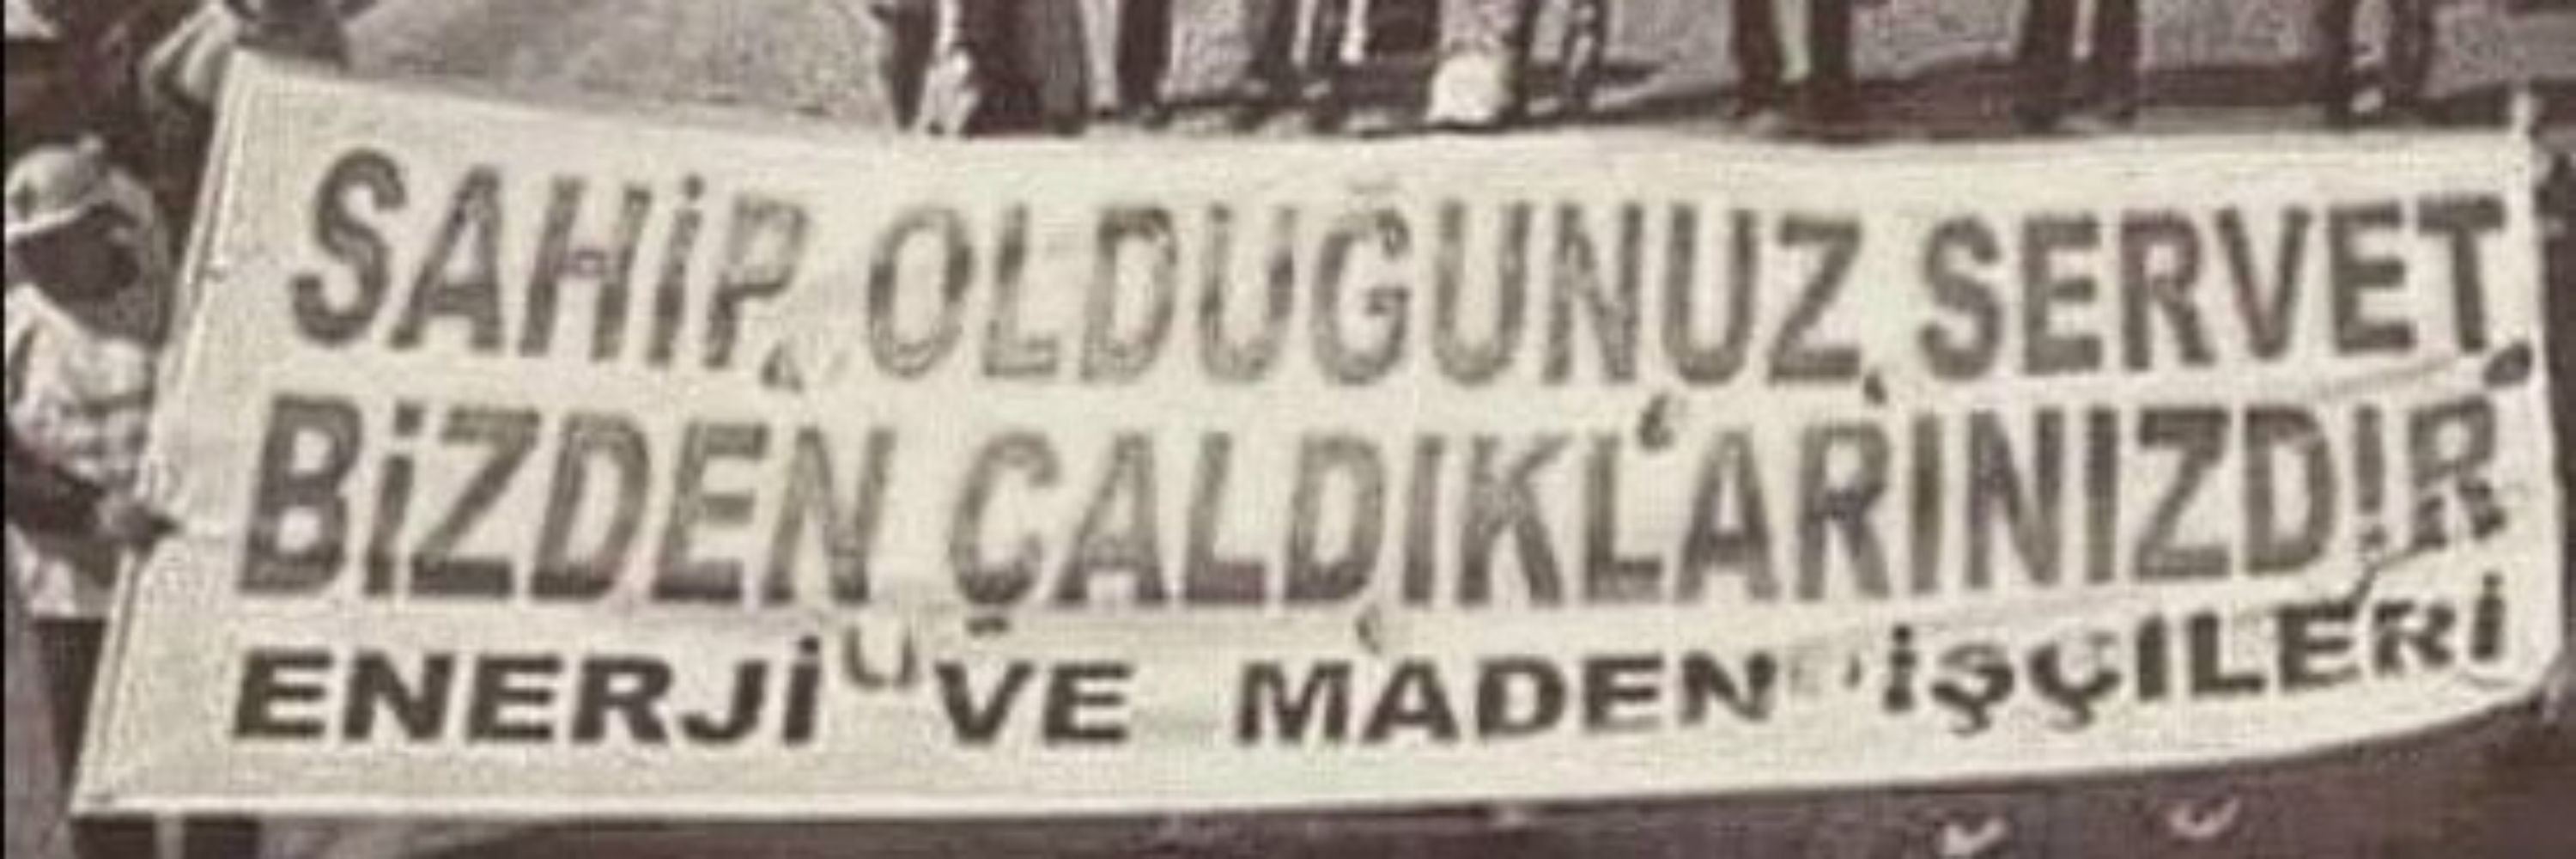 SAHİP OLDUĞUNUZ SERVET
BİZDEN ÇALDIKLARINIZDIR
ENERJİ VE MADEN İŞÇİLERİ